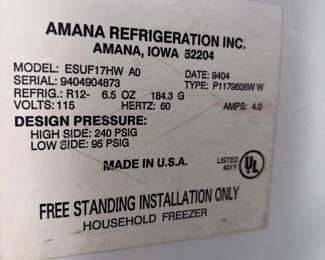 AMANA REFRIGERATION INC.
AMANA, IOWA 52204
MODEL: ESUF17HW A0
DATE: 9404
SERIAL: 9404904873
TYPE: P1179606W W
REFRIG.: R12- 6.5 OZ 184.3 G
VOLTS: 115 HERTZ: 60 AMPS: 4.0
DESIGN PRESSURE:
HIGH SIDE: 240 PSIG
LOW SIDE: 95 PSIG
MADE IN U.S.A.
LISTED
401Y
UL
FREE STANDING INSTALLATION ONLY
HOUSEHOLD FREEZER